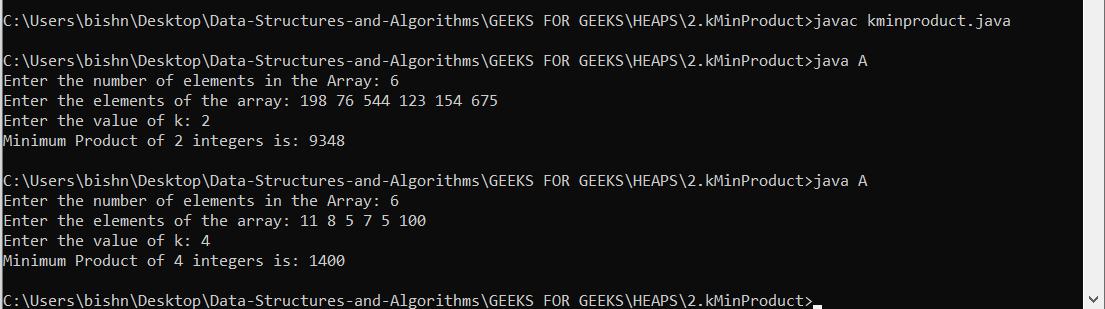 C:\Users\bishn\Desktop\Data-Structures-and-Algorithms\GEEKS FOR GEEKS\HEAPS\2.kMinProduct>javac kminproduct.java
C:\Users\bishn\Desktop\Data-Structures-and-Algorithms\GEEKS FOR GEEKS\HEAPS\2.kMinProduct>java A
Enter the number of elements in the Array: 6
Enter the elements of the array: 198 76 544 123 154 675
Enter the value of k: 2
Minimum Product of 2 integers is: 9348
C:\Users\bishn\Desktop\Data-Structures-and-Algorithms\GEEKS FOR GEEKS\HEAPS\2.kMinProduct>java A
Enter the number of elements in the Array: 6
Enter the elements of the array: 11 8 5 7 5 100
Enter the value of k: 4
Minimum Product of 4 integers is: 1400
C:\Users\bishn\Desktop\Data-Structures-and-Algorithms\GEEKS FOR GEEKS\HEAPS\2.kMinProduct>